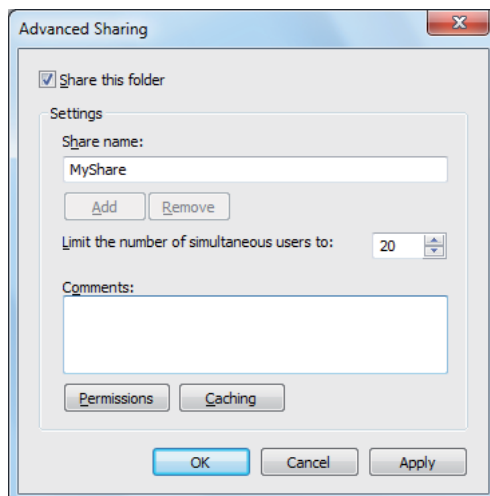 Advanced Sharing
Share this folder
Settings
Share name:
MyShare
Add Remove
Limit the number of simultaneous users to: 20
Comments:
Permissions Caching
OK Cancel Apply